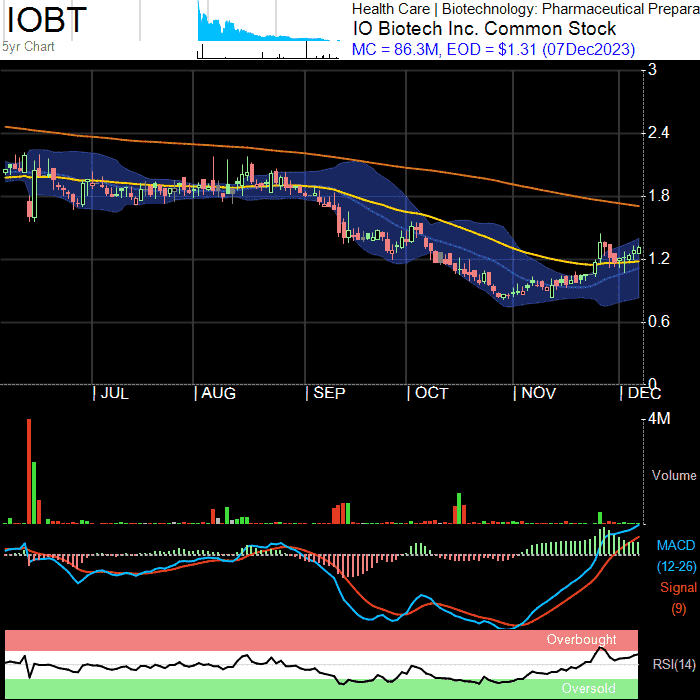 IOBT
5yr Chart
Health Care | Biotechnology: Pharmaceutical Prepara
IO Biotech Inc. Common Stock
MC = 86.3M, EOD = $1.31 (07Dec2023)
3
2.4
1.8
1.2
0.6
0
JUL
AUG
SEP
OCT
NOV
DEC
4M
Volume
MACD
(12-26)
Signal
(9)
Overbought
RSI(14)
Oversold